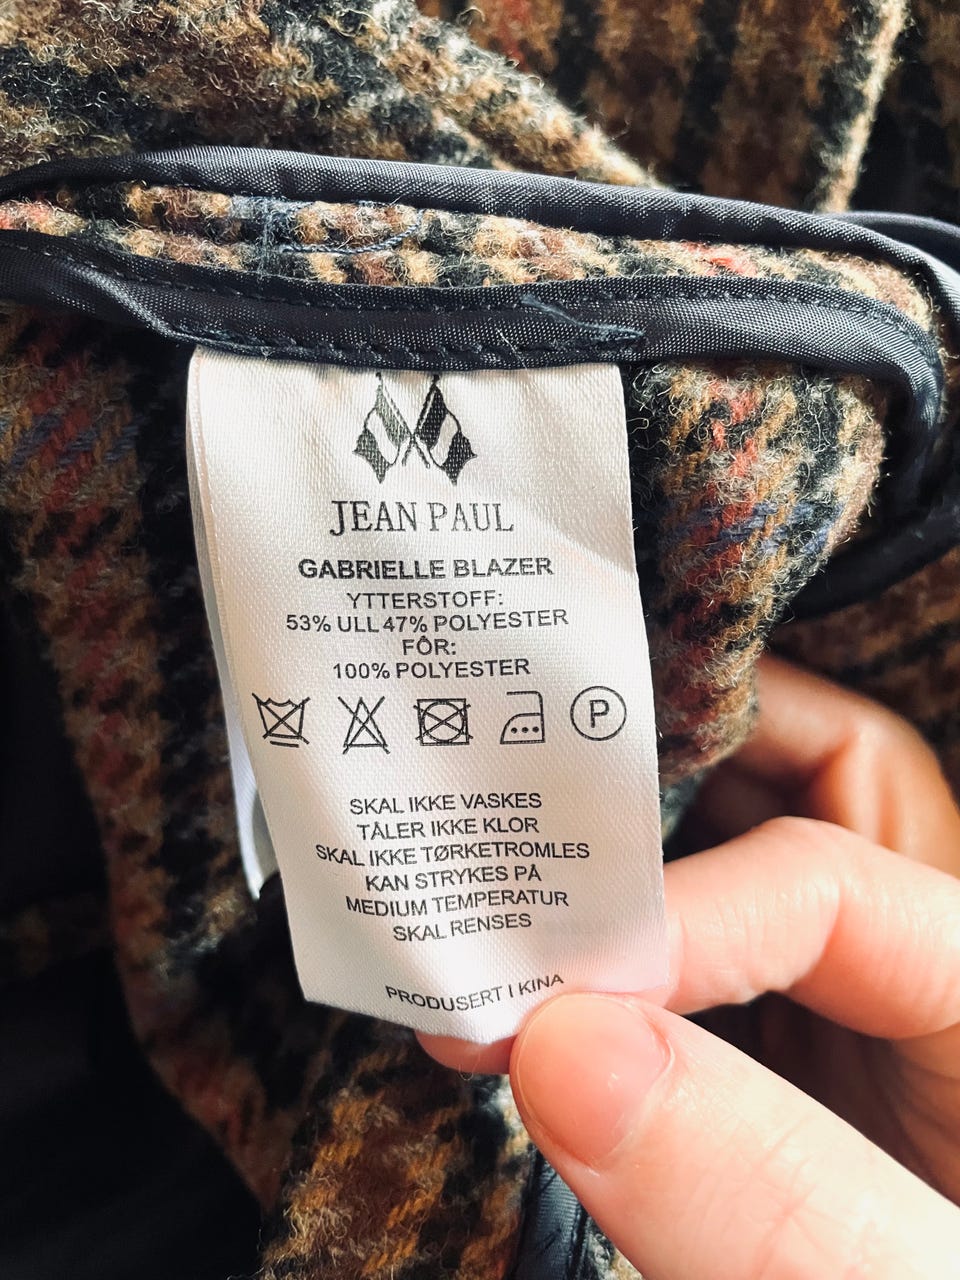 JEAN PAUL
GABRIELLE BLAZER
YTTERSTOFF:
53% ULL 47% POLYESTER
FÔR:
100% POLYESTER
P
SKAL IKKE VASKES
TÅLER IKKE KLOR
SKAL IKKE TØRKETROMLES
KAN STRYKES PÅ
MEDIUM TEMPERATUR
SKAL RENSES
PRODUSERT I KINA